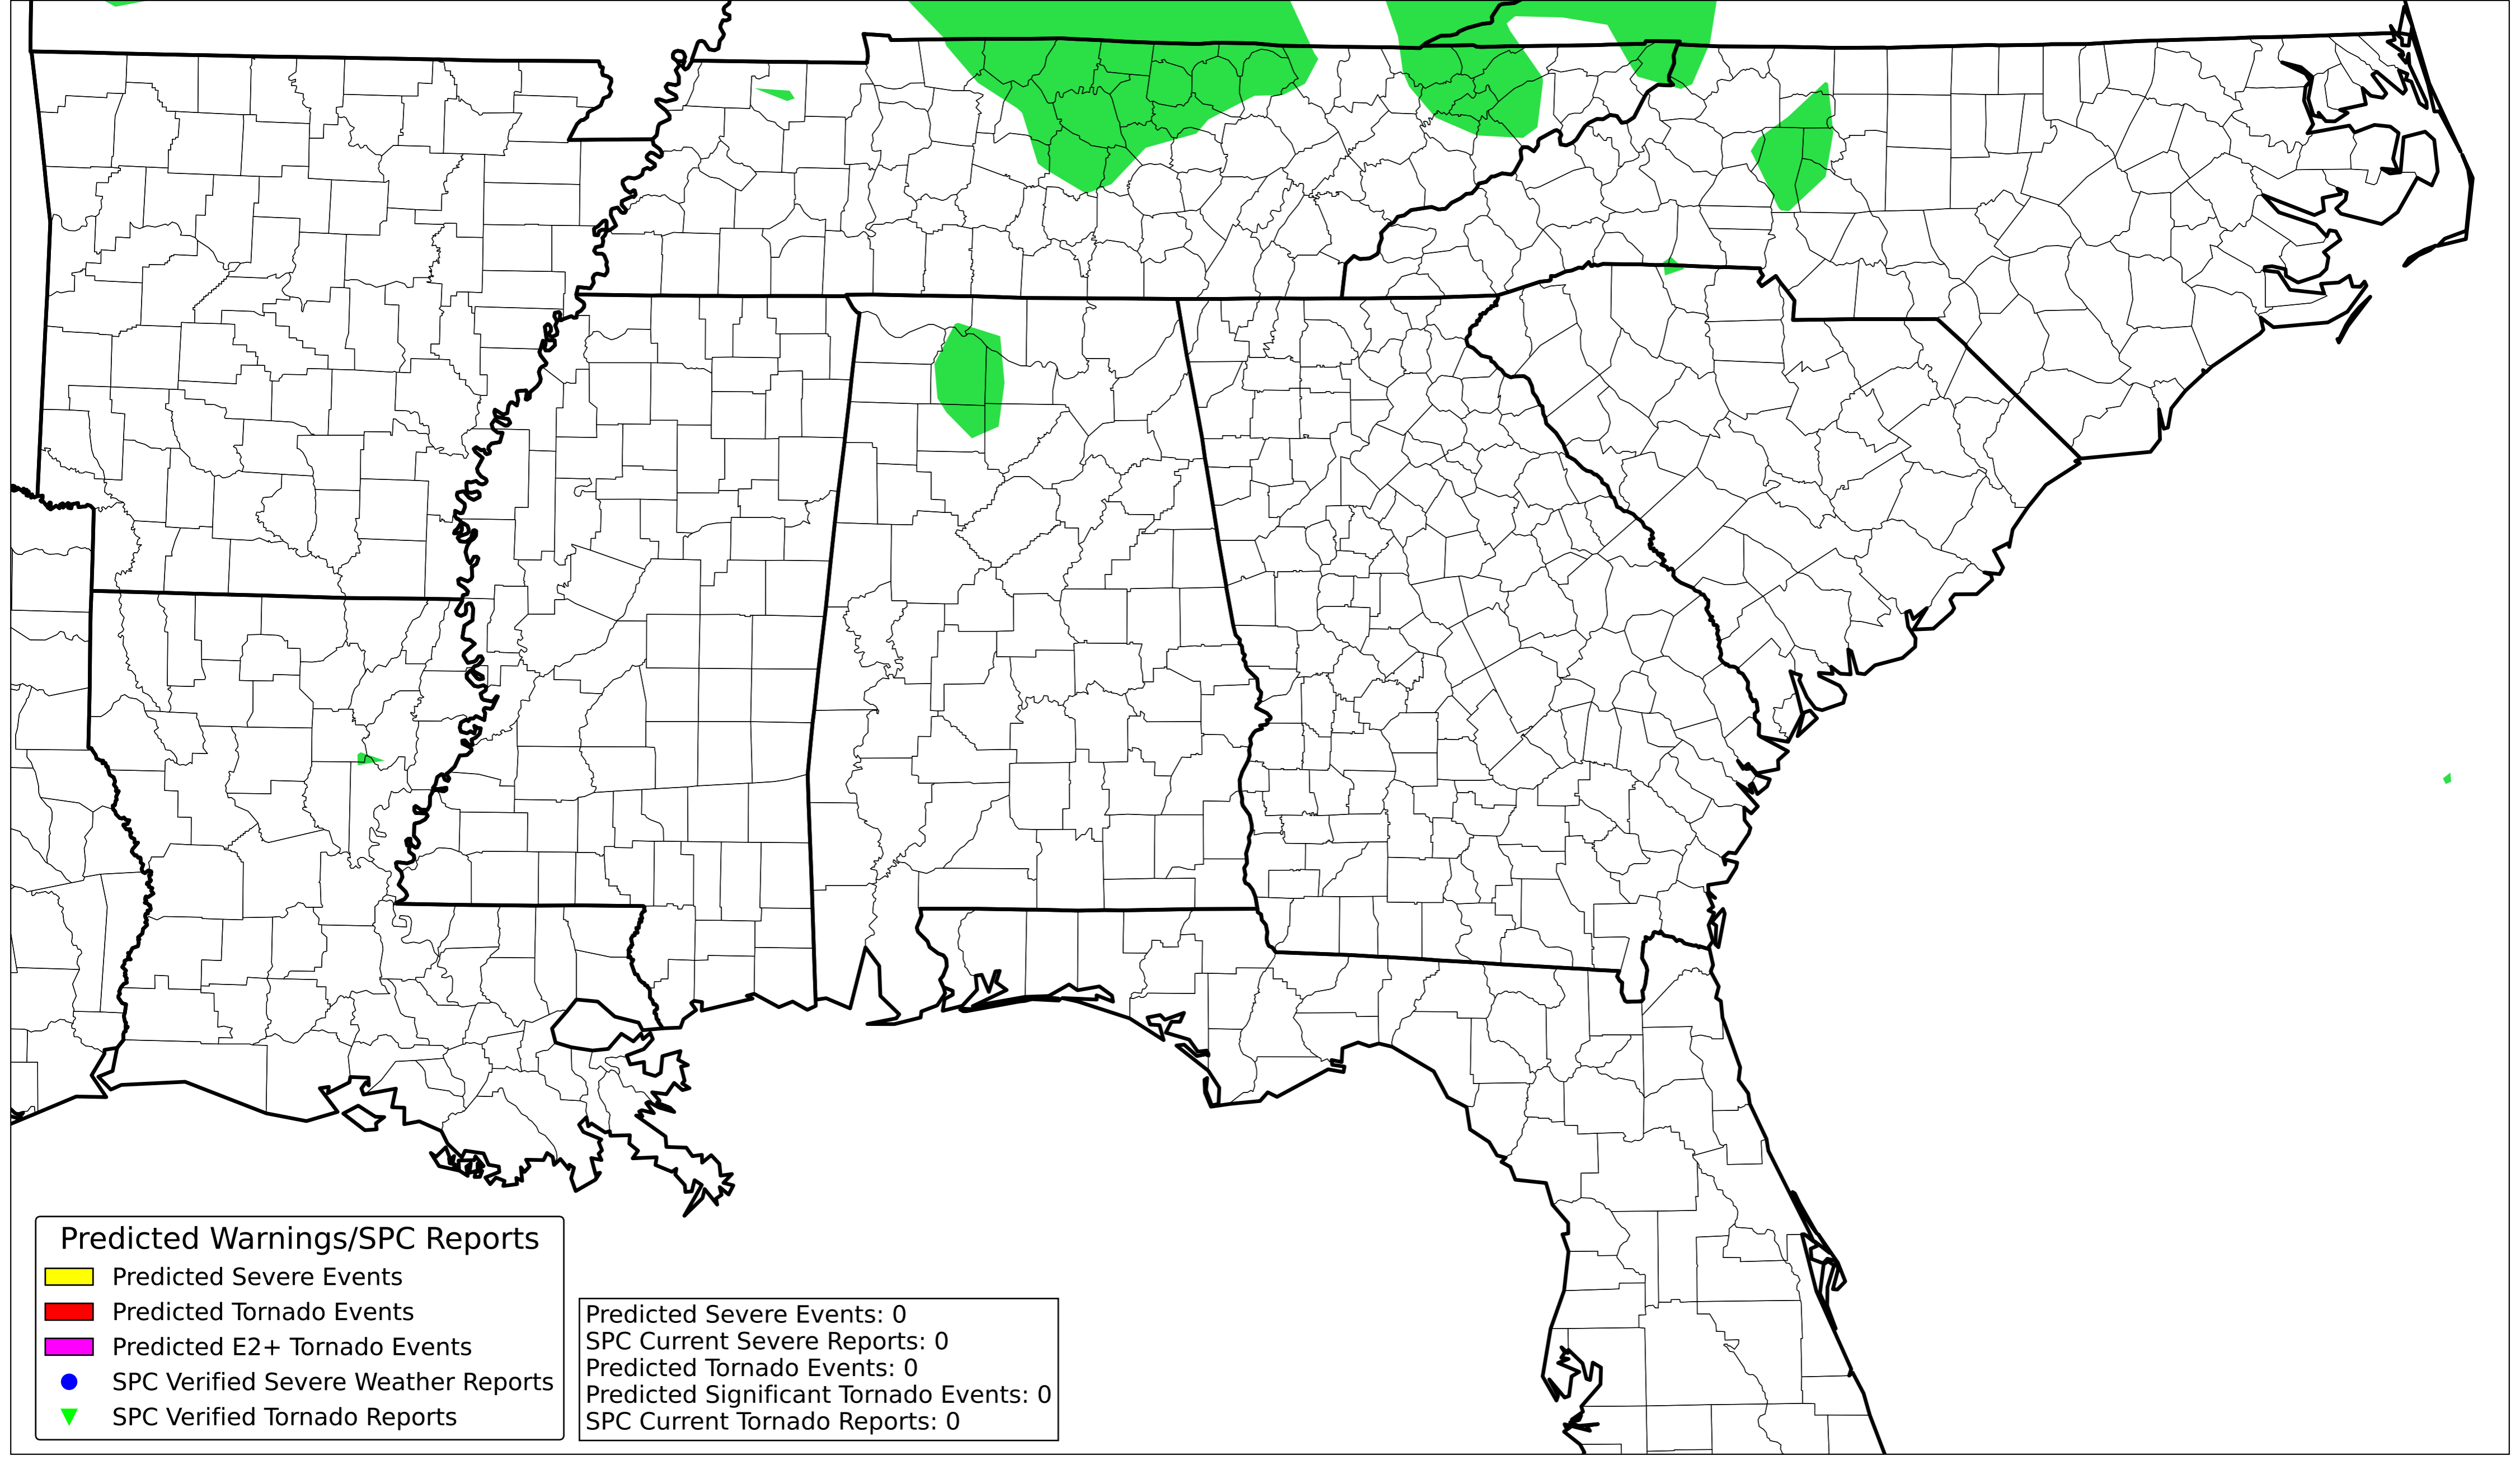 Predicted Warnings/SPC Reports
Predicted Severe Events
Predicted Tornado Events
Predicted E2+ Tornado Events
SPC Verified Severe Weather Reports
SPC Verified Tornado Reports
Predicted Severe Events: 0
SPC Current Severe Reports: 0
Predicted Tornado Events: 0
Predicted Significant Tornado Events: 0
SPC Current Tornado Reports: 0